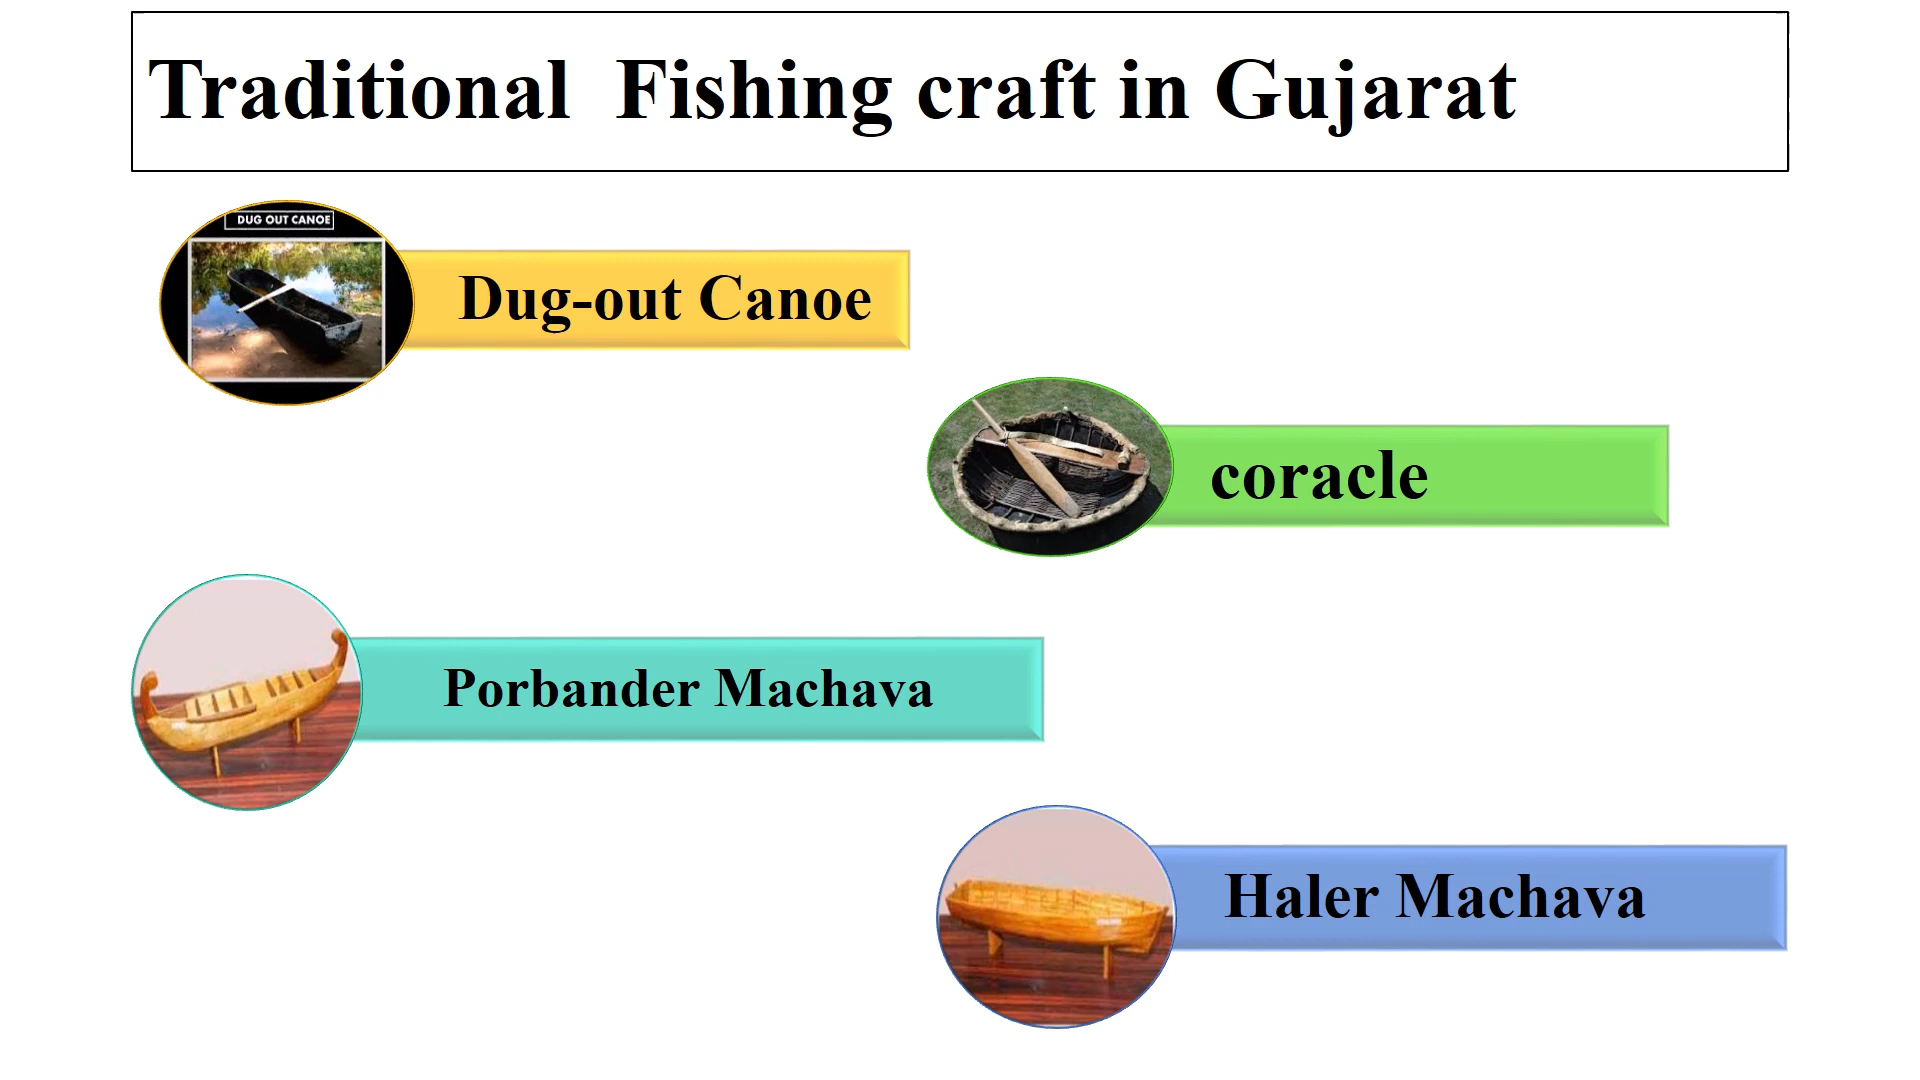 Traditional  Fishing craft in Gujarat
DUG OUT CANOE
Dug-out Canoe
coracle
Porbander Machava
Haler Machava